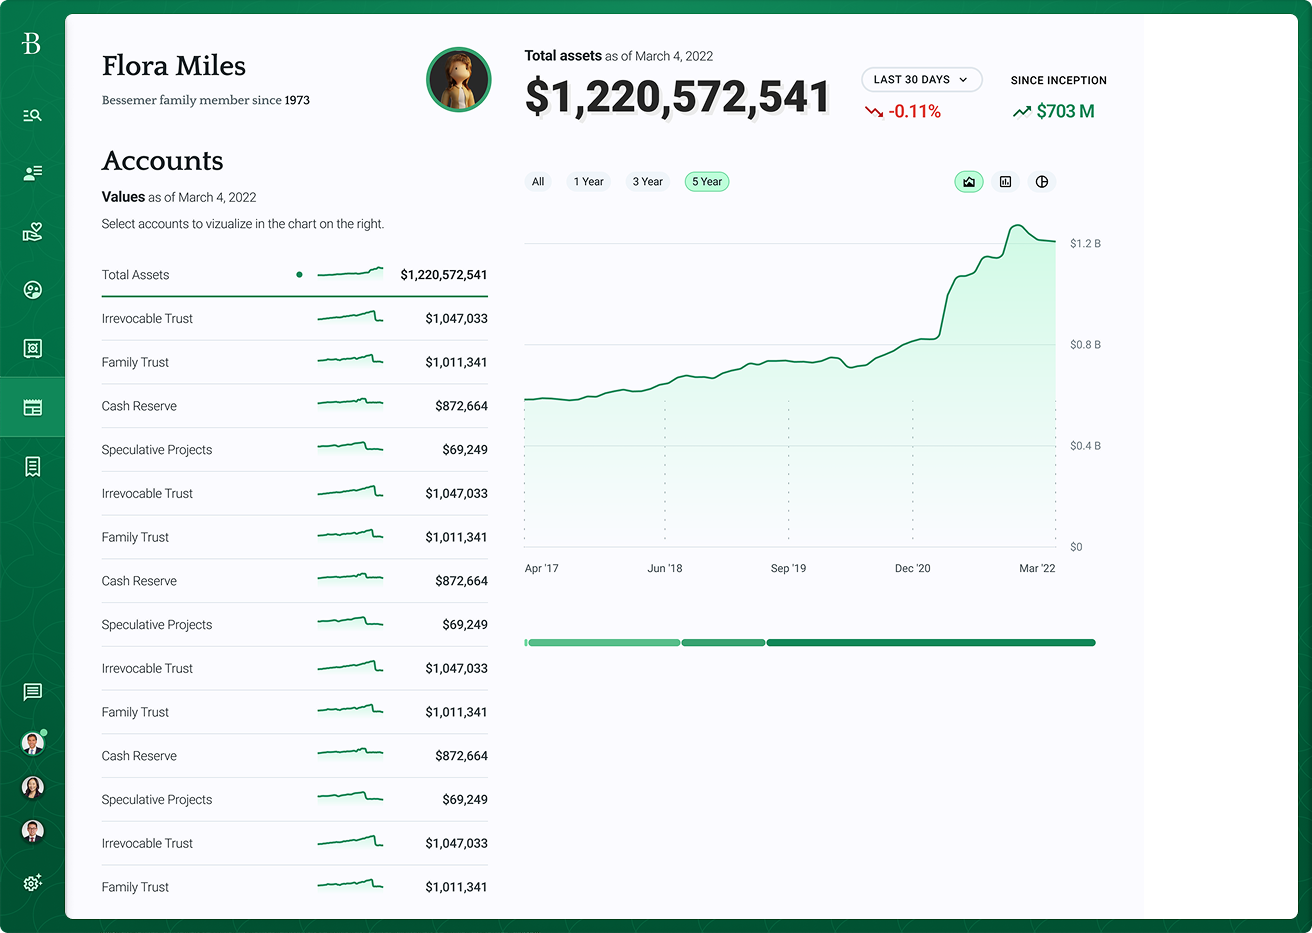 B
Flora Miles
Bessemer family member since 1973
Accounts
Values as of March 4, 2022
Select accounts to vizualize in the chart on the right.
Total Assets $1,220,572,541
Irrevocable Trust $1,047,033
Family Trust $1,011,341
Cash Reserve $872,664
Speculative Projects $69,249
Irrevocable Trust $1,047,033
Family Trust $1,011,341
Cash Reserve $872,664
Speculative Projects $69,249
Irrevocable Trust $1,047,033
Family Trust $1,011,341
Cash Reserve $872,664
Speculative Projects $69,249
Irrevocable Trust $1,047,033
Family Trust $1,011,341
Total assets as of March 4, 2022
$1,220,572,541
LAST 30 DAYS
-0.11%
SINCE INCEPTION
$703 M
All 1 Year 3 Year 5 Year
$1.2 B
$0.8 B
$0.4 B
$0
Apr '17 Jun '18 Sep '19 Dec '20 Mar '22